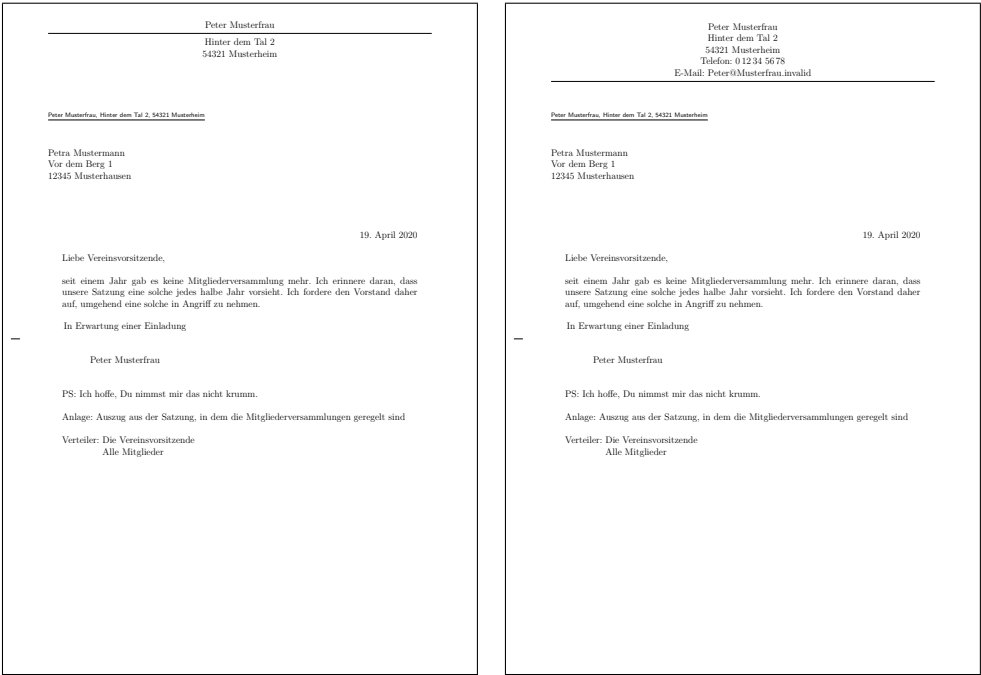 Peter Musterfrau
Hinter dem Tal 2
54321 Musterheim
Peter Musterfrau, Hinter dem Tal 2, 54321 Musterheim
Petra Mustermann
Vor dem Berg 1
12345 Musterhausen
19. April 2020
Liebe Vereinsvorsitzende,
seit einem Jahr gab es keine Mitgliederversammlung mehr. Ich erinnere daran, dass
unsere Satzung eine solche jedes halbe Jahr vorsieht. Ich fordere den Vorstand daher
auf, umgehend eine solche in Angriff zu nehmen.
In Erwartung einer Einladung
Peter Musterfrau
PS: Ich hoffe, Du nimmst mir das nicht krumm.
Anlage: Auszug aus der Satzung, in dem die Mitgliederversammlungen geregelt sind
Verteiler: Die Vereinsvorsitzende
Alle Mitglieder
Peter Musterfrau
Hinter dem Tal 2
54321 Musterheim
Telefon: 0 12 34 56 78
E-Mail: Peter@Musterfrau.invalid
Peter Musterfrau, Hinter dem Tal 2, 54321 Musterheim
Petra Mustermann
Vor dem Berg 1
12345 Musterhausen
19. April 2020
Liebe Vereinsvorsitzende,
seit einem Jahr gab es keine Mitgliederversammlung mehr. Ich erinnere daran, dass
unsere Satzung eine solche jedes halbe Jahr vorsieht. Ich fordere den Vorstand daher
auf, umgehend eine solche in Angriff zu nehmen.
In Erwartung einer Einladung
Peter Musterfrau
PS: Ich hoffe, Du nimmst mir das nicht krumm.
Anlage: Auszug aus der Satzung, in dem die Mitgliederversammlungen geregelt sind
Verteiler: Die Vereinsvorsitzende
Alle Mitglieder